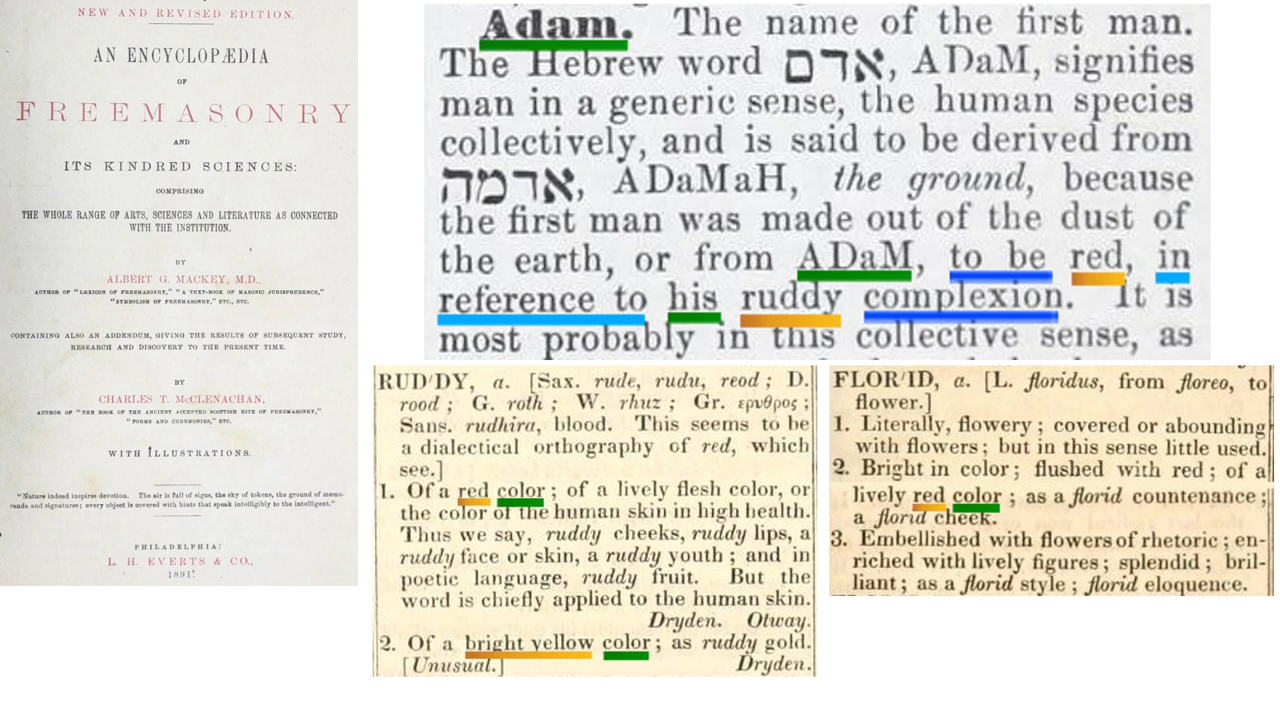 NEW AND REVISED EDITION.
AN ENCYCLOPÆDIA
OF
FREEMASONRY
AND
ITS KINDRED SCIENCES:
COMPRISING
THE WHOLE RANGE OF ARTS, SCIENCES AND LITERATURE AS CONNECTED
WITH THE INSTITUTION.
BY
ALBERT G. MACKEY, M.D.,
AUTHOR OF "LEXICON OF FREEMASONRY," "A TEXT-BOOK OF MASONIC JURISPRUDENCE,"
"SYMBOLISM OF FREEMASONRY," ETC., ETC.
CONTAINING ALSO AN ADDENDUM, GIVING THE RESULTS OF SUBSEQUENT STUDY,
RESEARCH AND DISCOVERY TO THE PRESENT TIME.
BY
CHARLES T. McCLENACHAN,
AUTHOR OF "THE BOOK OF THE ANCIENT ACCEPTED SCOTTISH RITE OF FREEMASONRY,"
"FORMS AND CEREMONIES," ETC.
WITH ILLUSTRATIONS.
"Nature indeed inspires devotion. The air is full of signs, the sky of tokens, the ground of memo-
randa and signatures; every object is covered with hints that speak intelligibly to the intelligent."
PHILADELPHIA:
L. H. EVERTS & CO.,
1891.
Adam. The name of the first man.
The Hebrew word אדם, ADaM, signifies
man in a generic sense, the human species
collectively, and is said to be derived from
אדמה, ADaMaH, the ground, because
the first man was made out of the dust of
the earth, or from ADaM, to be red, in
reference to his ruddy complexion. It is
most probably in this collective sense, as
RUD'DY, a. [Sax. rude, rudu, reod; D.
rood; G. roth; W. rhuz; Gr. ερυθρος;
Sans. rudhira, blood. This seems to be
a dialectical orthography of red, which
see.]
1. Of a red color; of a lively flesh color, or
the color of the human skin in high health.
Thus we say, ruddy cheeks, ruddy lips, a
ruddy face or skin, a ruddy youth; and in
poetic language, ruddy fruit. But the
word is chiefly applied to the human skin.
Dryden. Otway.
2. Of a bright yellow color; as ruddy gold.
[Unusual.] Dryden.
FLOR'ID, a. [L. floridus, from floreo, to
flower.]
1. Literally, flowery; covered or abounding
with flowers; but in this sense little used.
2. Bright in color; flushed with red; of a
lively red color; as a florid countenance;
a florid cheek.
3. Embellished with flowers of rhetoric; en-
riched with lively figures; splendid; bril-
liant; as a florid style; florid eloquence.